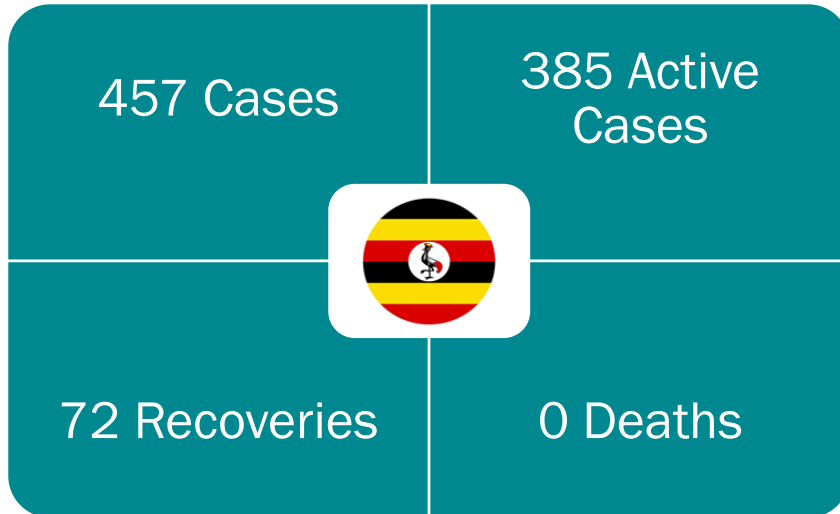 457 Cases
385 Active
Cases
72 Recoveries
0 Deaths